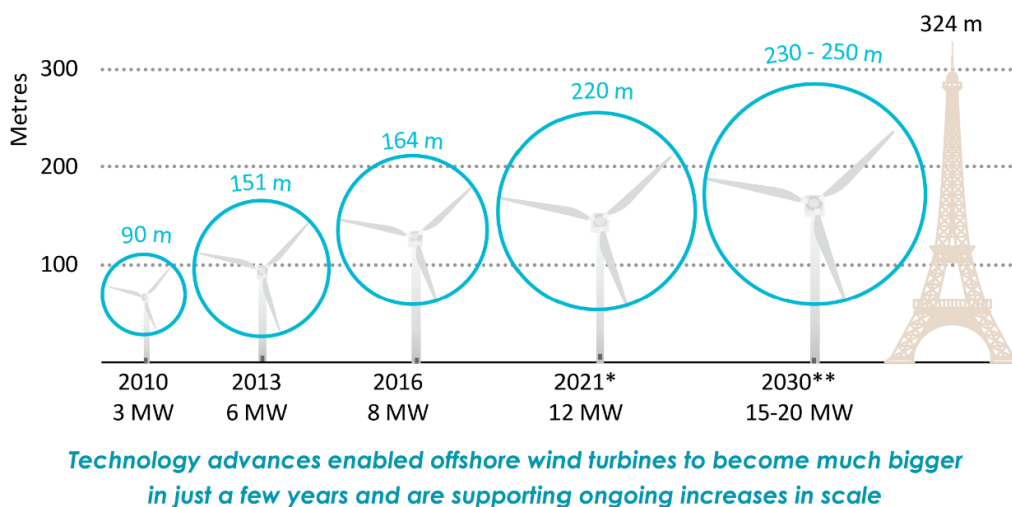 324 m
230 - 250 m
300
220 m
Metres
164 m
200
151 m
90 m
100
2010
2013
2016
2021*
2030**
3 MW
6 MW
8 MW
12 MW
15-20 MW
Technology advances enabled offshore wind turbines to become much bigger
in just a few years and are supporting ongoing increases in scale